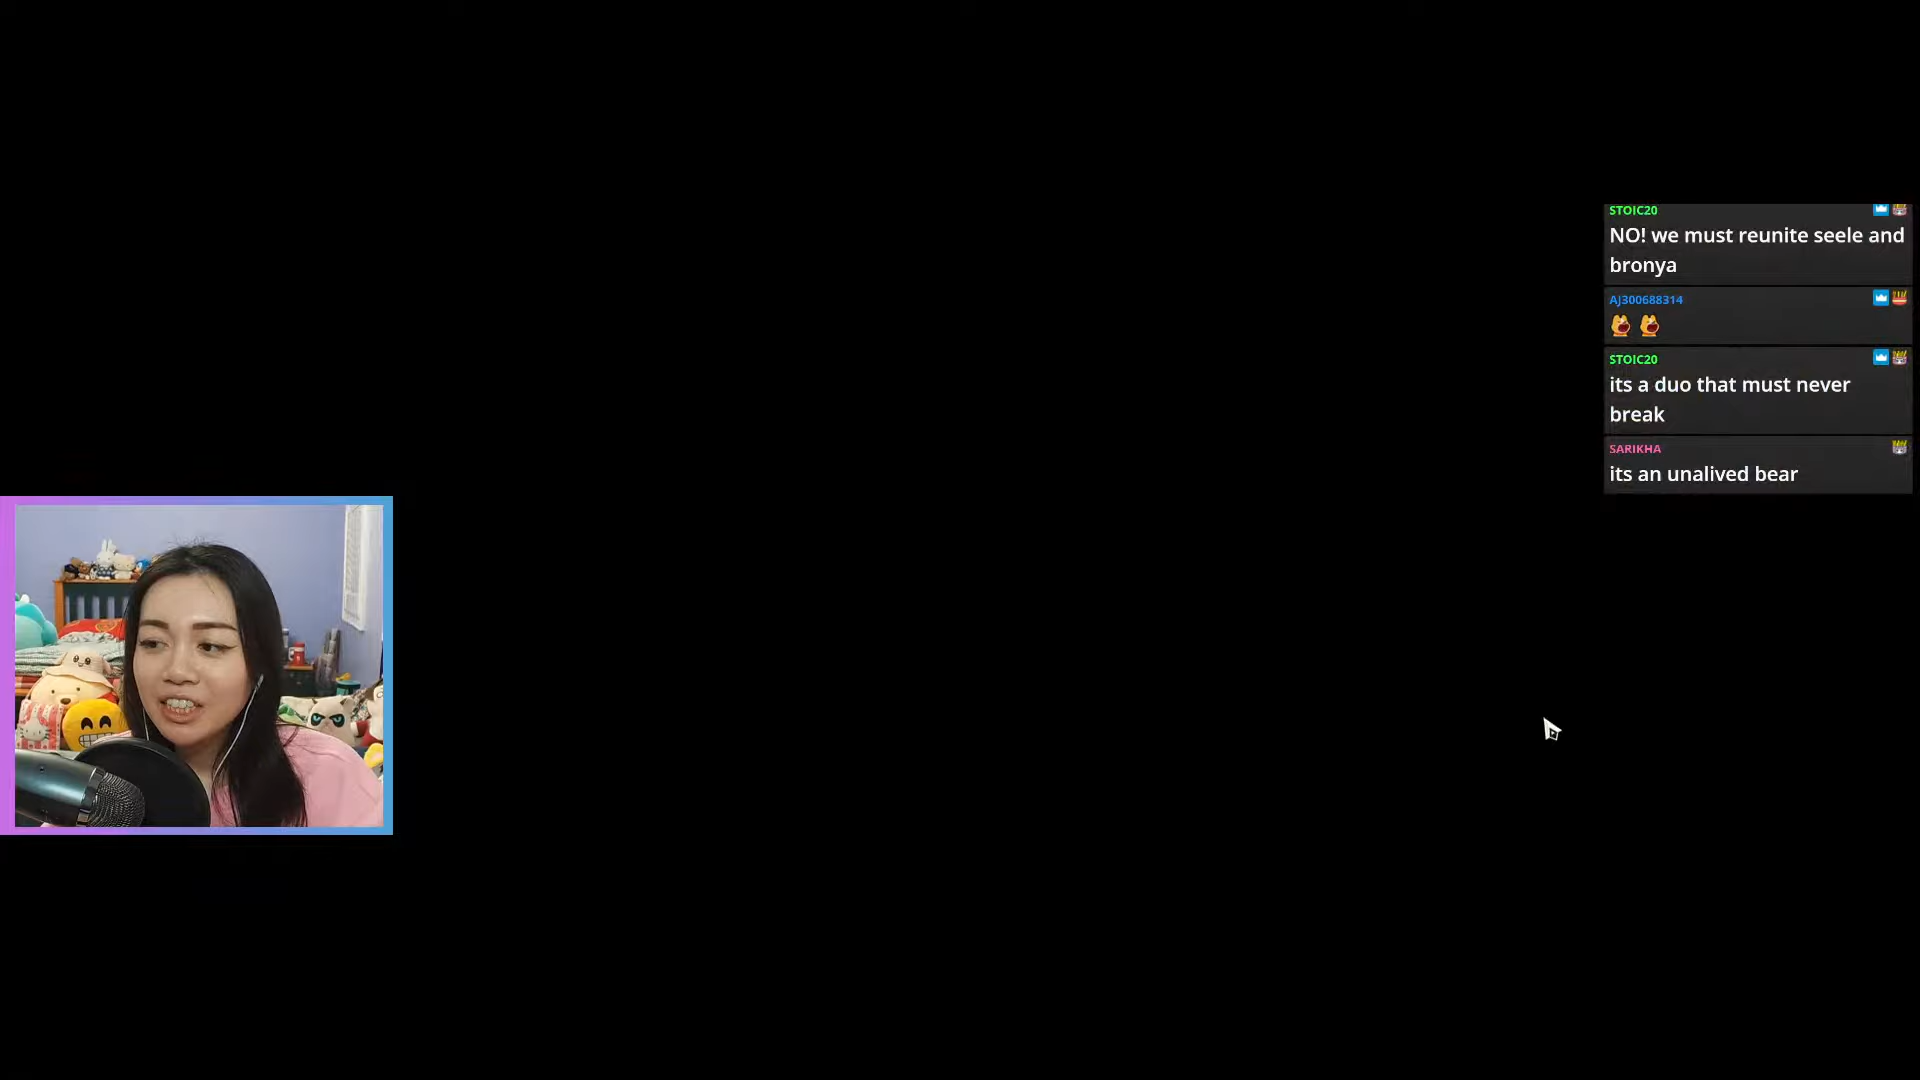 STOIC20
NO! we must reunite seele and
bronya
AJ300688314
STOIC20
its a duo that must never
break
SARIKHA
its an unalived bear